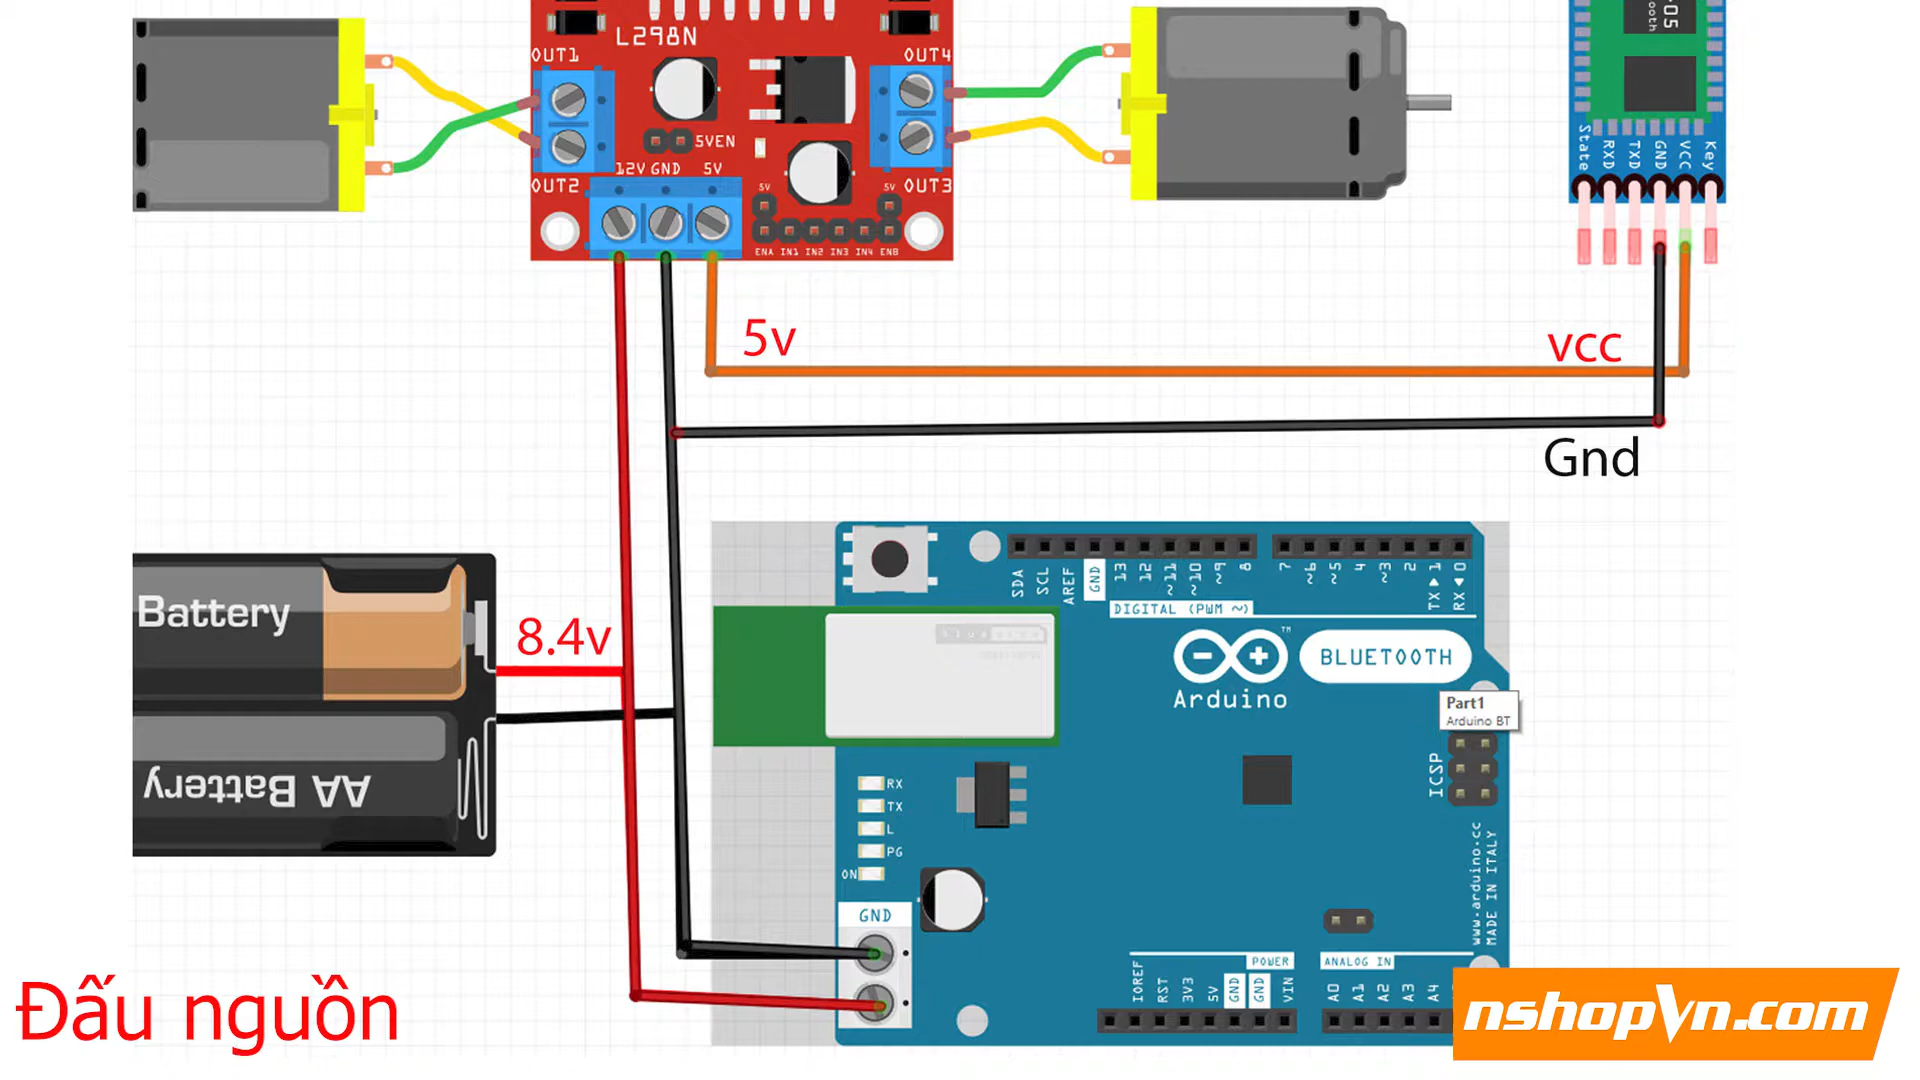 L298N
OUT1
OUT4
5VEN
12V GND 5V
OUT2
OUT3
5V
5V
ENA IN1 IN2 IN3 IN4 ENB
05
State RXD TXD GND VCC Key
5v
vcc
Gnd
Battery
AA Battery
8.4v
SDA SCL AREF GND 13 12 ~11 ~10 ~9 8 7 ~6 ~5 4 ~3 2 TX▶1 RX◀0
DIGITAL (PWM ~)
Arduino™
BLUETOOTH
Part1
Arduino BT
ICSP
RX
TX
L
PG
ON
www.arduino.cc
MADE IN ITALY
GND
POWER
ANALOG IN
IOREF RST 3V3 5V GND GND VIN A0 A1 A2 A3 A4
Đấu nguồn
nshopVn.com